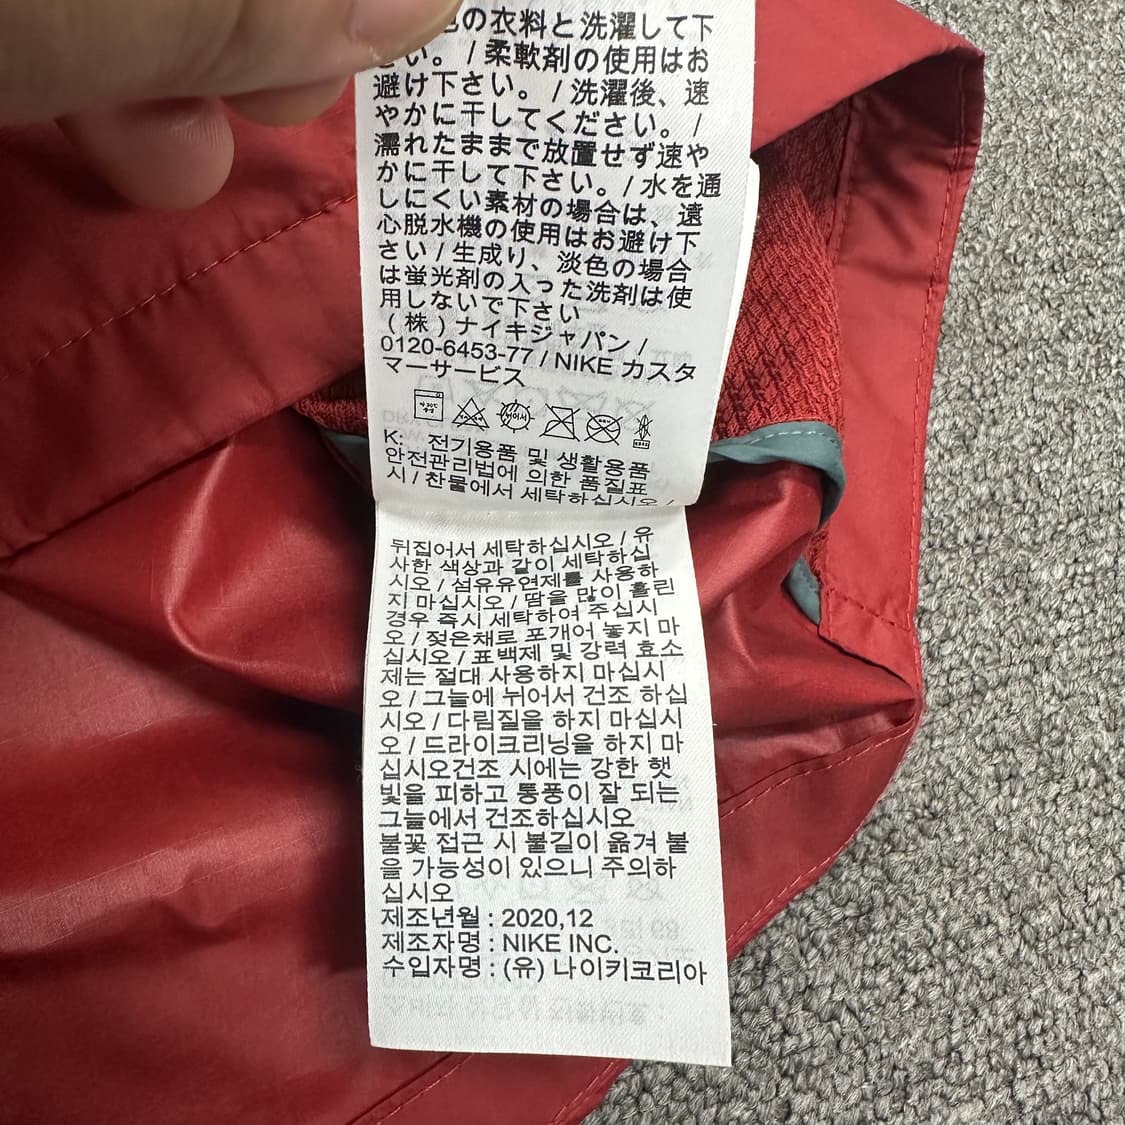 の衣料と洗濯して下
さい。/ 柔軟剤の使用はお
避け下さい。/ 洗濯後、速
やかに干してください。/
濡れたままで放置せず速や
かに干して下さい。/ 水を通
しにくい素材の場合は、遠
心脱水機の使用はお避け下
さい / 生成り、淡色の場合
は蛍光剤の入った洗剤は使
用しないで下さい
(株) ナイキジャパン /
0120-6453-77 / NIKE カスタ
マーサービス
K: 전기용품 및 생활용품
안전관리법에 의한 품질표
시 / 찬물에서 세탁하십시오 /
뒤집어서 세탁하십시오 / 유
사한 색상과 같이 세탁하십
시오 / 섬유유연제를 사용하
지 마십시오 / 땀을 많이 흘린
경우 즉시 세탁하여 주십시
오 / 젖은채로 포개어 놓지 마
십시오 / 표백제 및 강력 효소
제는 절대 사용하지 마십시
오 / 그늘에 뉘어서 건조 하십
시오 / 다림질을 하지 마십시
오 / 드라이크리닝을 하지 마
십시오건조 시에는 강한 햇
빛을 피하고 통풍이 잘 되는
그늘에서 건조하십시오
불꽃 접근 시 불길이 옮겨 붙
을 가능성이 있으니 주의하
십시오
제조년월 : 2020,12
제조자명 : NIKE INC.
수입자명 : (유) 나이키코리아